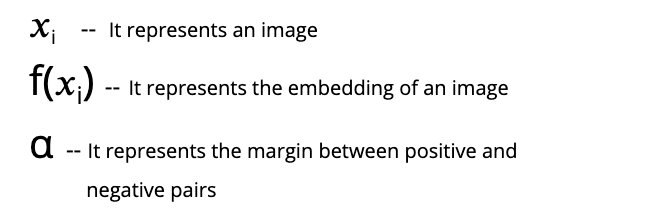 xᵢ -- It represents an image
f(xᵢ) -- It represents the embedding of an image
α -- It represents the margin between positive and
negative pairs